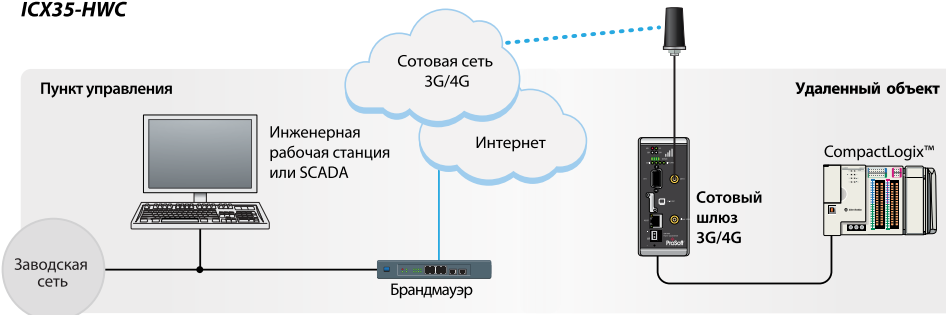 ICX35-HWC
Пункт управления
Сотовая сеть
3G/4G
Удаленный объект
Инженерная
рабочая станция
или SCADA
Интернет
CompactLogix™
Сотовый
шлюз
3G/4G
ProSoft
Заводская
сеть
Брандмауэр